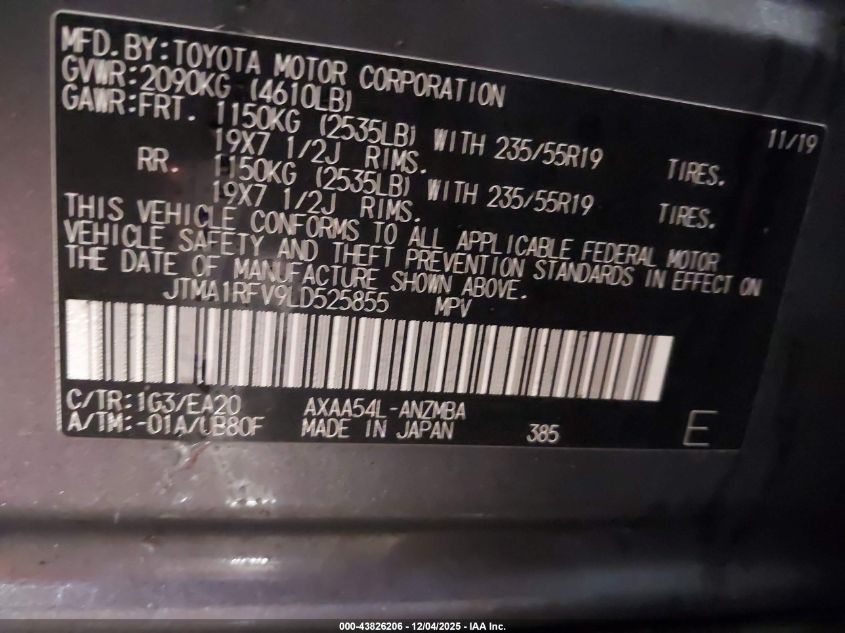 MFD. BY: TOYOTA MOTOR CORPORATION 11/19
GVWR: 2090KG (4610LB)
GAWR: FRT. 1150KG (2535LB) WITH 235/55R19 TIRES.
19X7 1/2J RIMS.
RR. 1150KG (2535LB) WITH 235/55R19 TIRES.
19X7 1/2J RIMS.
THIS VEHICLE CONFORMS TO ALL APPLICABLE FEDERAL MOTOR
VEHICLE SAFETY AND THEFT PREVENTION STANDARDS IN EFFECT ON
THE DATE OF MANUFACTURE SHOWN ABOVE.
JTMA1RFV9LD525855 MPV
C/TR: 1G3/EA20 AXAA54L-ANZMBA
A/TM: -01A/UB80F MADE IN JAPAN 385 E
000-43826206 - 12/04/2025 - IAA Inc.